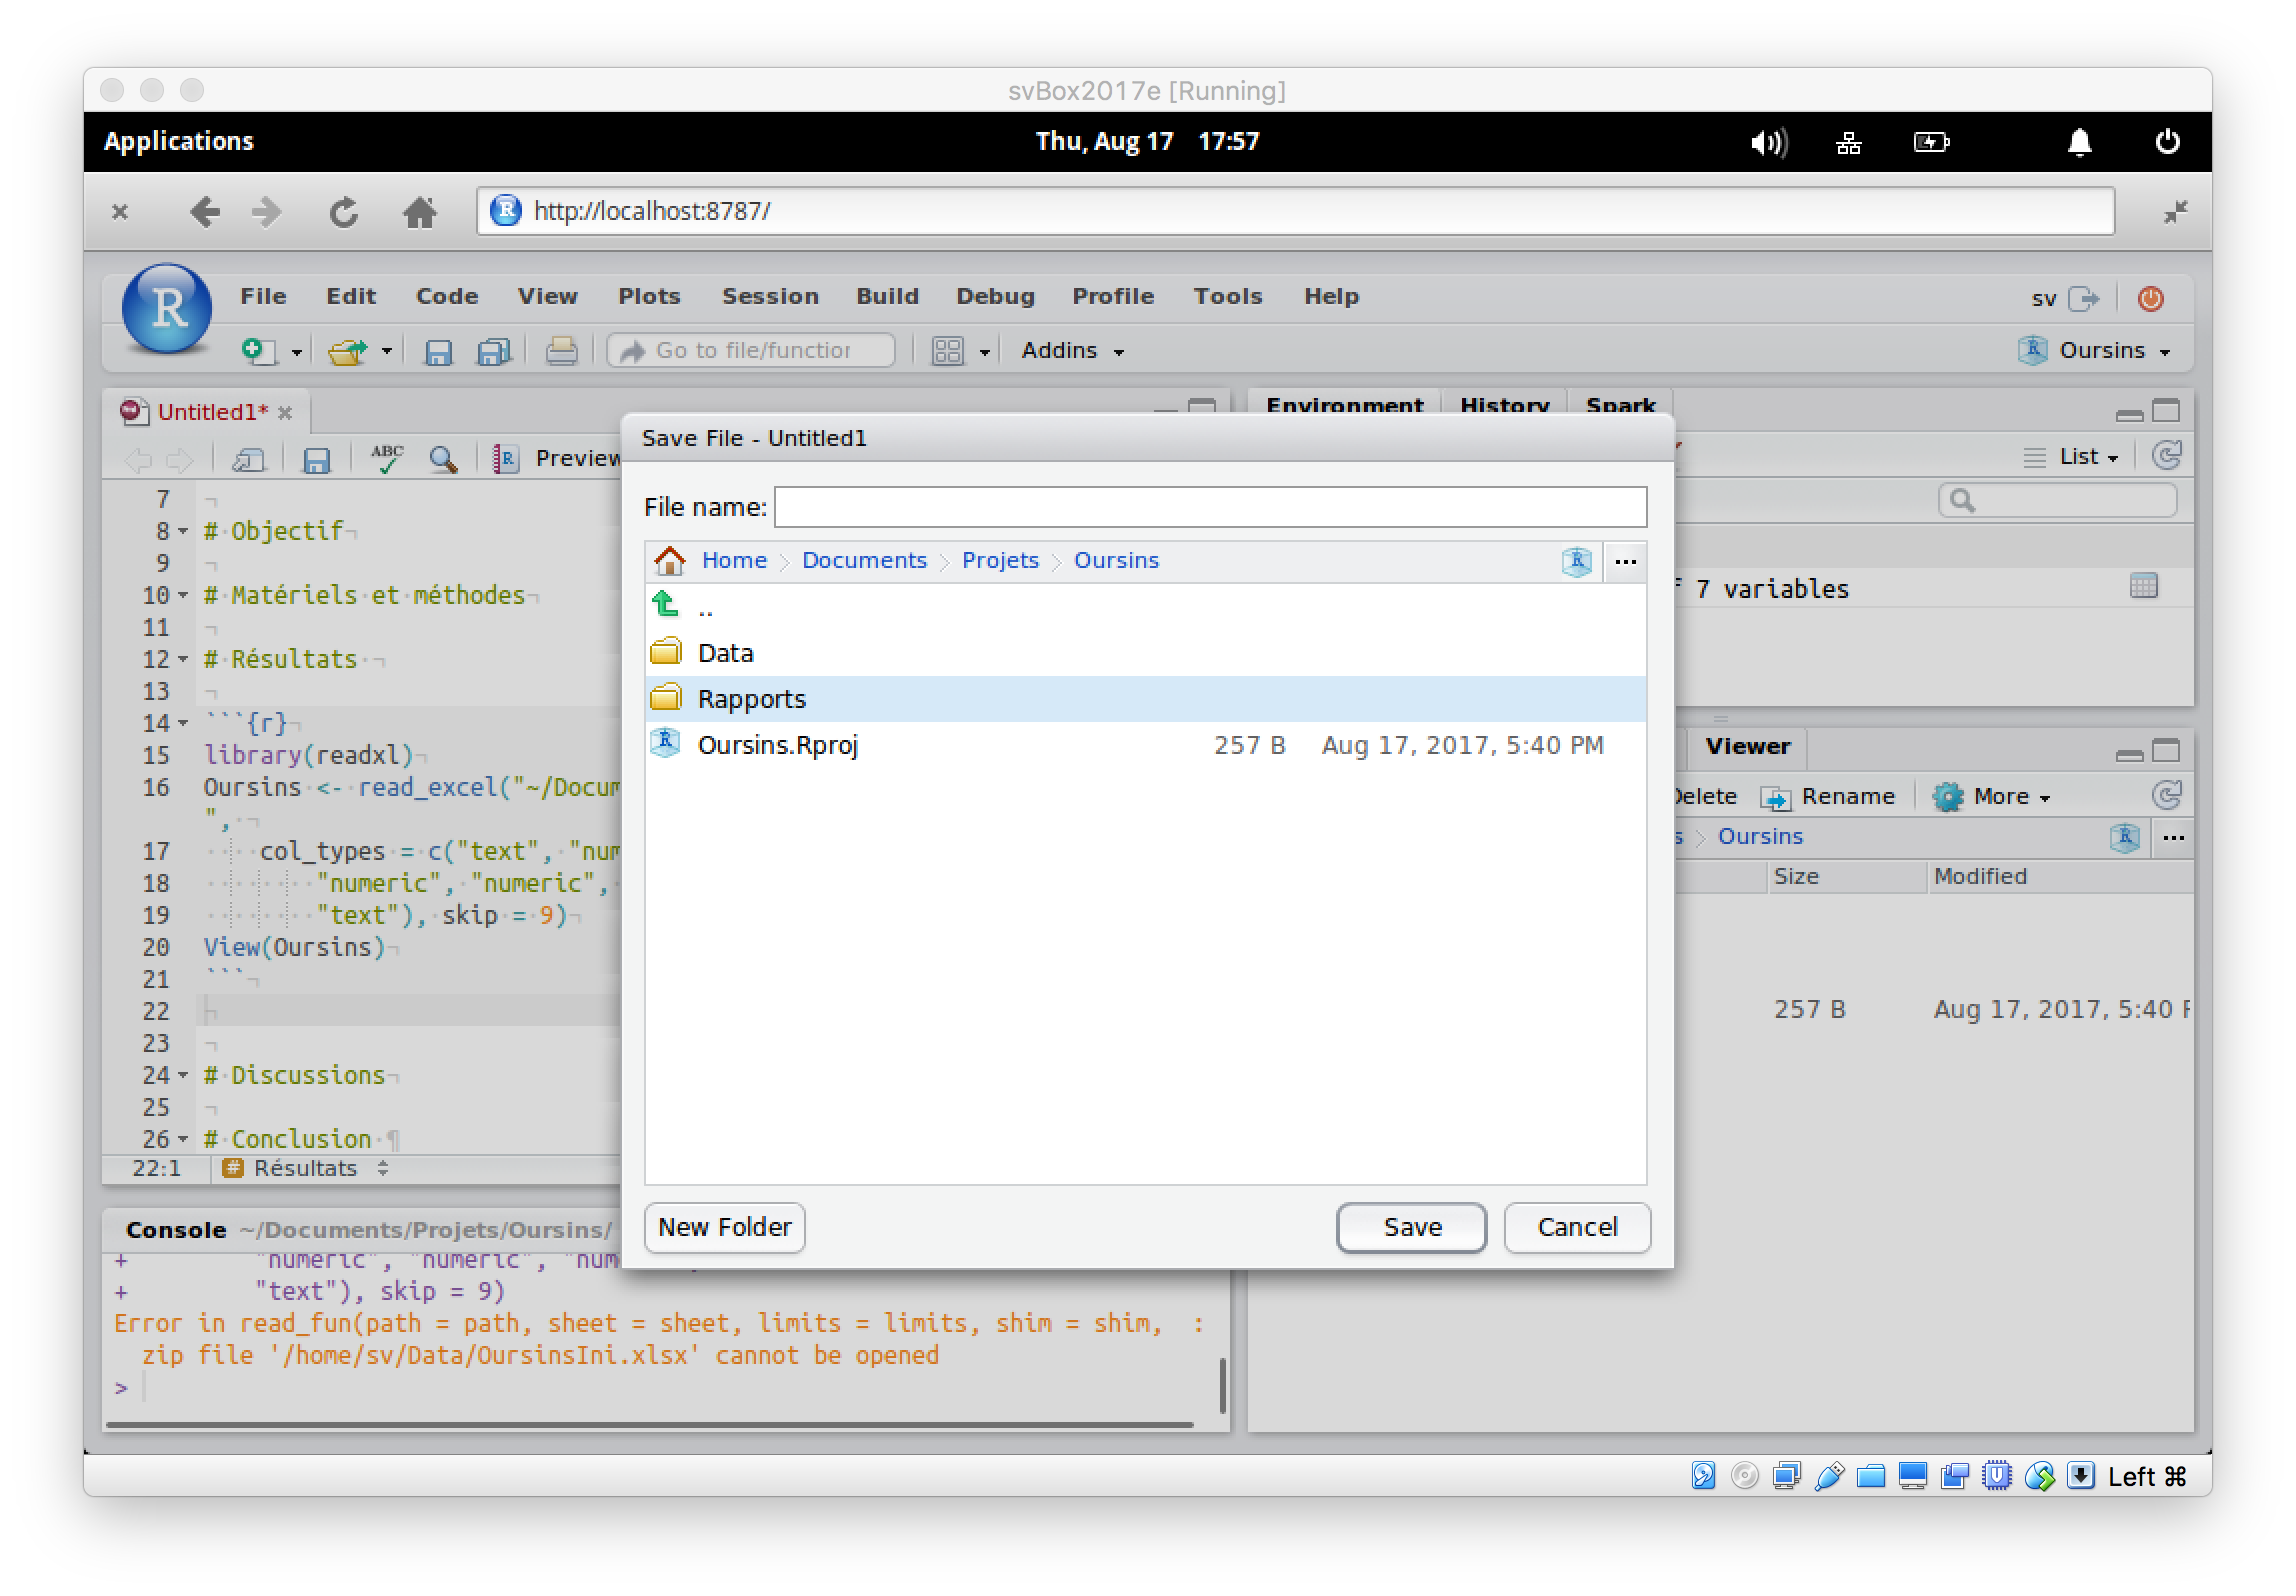 svBox2017e [Running]
Applications
Thu, Aug 17 17:57
http://localhost:8787/
R
File Edit Code View Plots Session Build Debug Profile Tools Help
sv
Go to file/function
Addins
Oursins
Untitled1*
Environment History Spark
ABC
Preview
List
7
8 # Objectif
9
10 # Matériels et méthodes
11
12 # Résultats
13
14 ```{r}
15 library(readxl)
16 Oursins <- read_excel("~/Docum
",
17 col_types = c("text", "num
18 "numeric", "numeric",
19 "text"), skip = 9)
20 View(Oursins)
21 ```
22
23
24 # Discussions
25
26 # Conclusion
22:1 # Résultats
Save File - Untitled1
File name:
Home Documents Projets Oursins ...
..
Data
Rapports
Oursins.Rproj 257 B Aug 17, 2017, 5:40 PM
New Folder Save Cancel
7 variables
Viewer
Delete Rename More
s Oursins ...
Size Modified
257 B Aug 17, 2017, 5:40 P
Console ~/Documents/Projets/Oursins/
+ "numeric", "numeric", "num
+ "text"), skip = 9)
Error in read_fun(path = path, sheet = sheet, limits = limits, shim = shim, :
zip file '/home/sv/Data/OursinsIni.xlsx' cannot be opened
>
Left ⌘